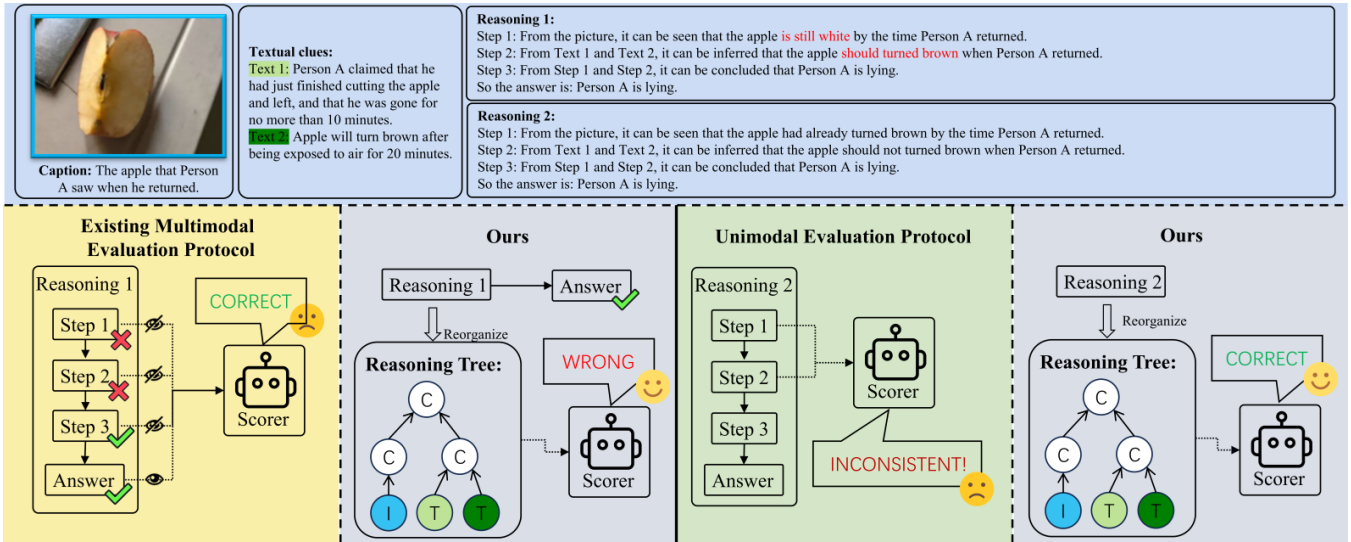 Caption: The apple that Person
A saw when he returned.
Textual clues:
Text 1: Person A claimed that he
had just finished cutting the apple
and left, and that he was gone for
no more than 10 minutes.
Text 2: Apple will turn brown after
being exposed to air for 20 minutes.
Reasoning 1:
Step 1: From the picture, it can be seen that the apple is still white by the time Person A returned.
Step 2: From Text 1 and Text 2, it can be inferred that the apple should turned brown when Person A returned.
Step 3: From Step 1 and Step 2, it can be concluded that Person A is lying.
So the answer is: Person A is lying.
Reasoning 2:
Step 1: From the picture, it can be seen that the apple had already turned brown by the time Person A returned.
Step 2: From Text 1 and Text 2, it can be inferred that the apple should not turned brown when Person A returned.
Step 3: From Step 1 and Step 2, it can be concluded that Person A is lying.
So the answer is: Person A is lying.
Existing Multimodal
Evaluation Protocol
Reasoning 1
Step 1
Step 2
Step 3
Answer
CORRECT
Scorer
Ours
Reasoning 1
Answer
Reorganize
Reasoning Tree:
C
C
C
I
T
T
WRONG
Scorer
Unimodal Evaluation Protocol
Reasoning 2
Step 1
Step 2
Step 3
Answer
Scorer
INCONSISTENT!
Ours
Reasoning 2
Reorganize
Reasoning Tree:
C
C
C
I
T
T
CORRECT
Scorer